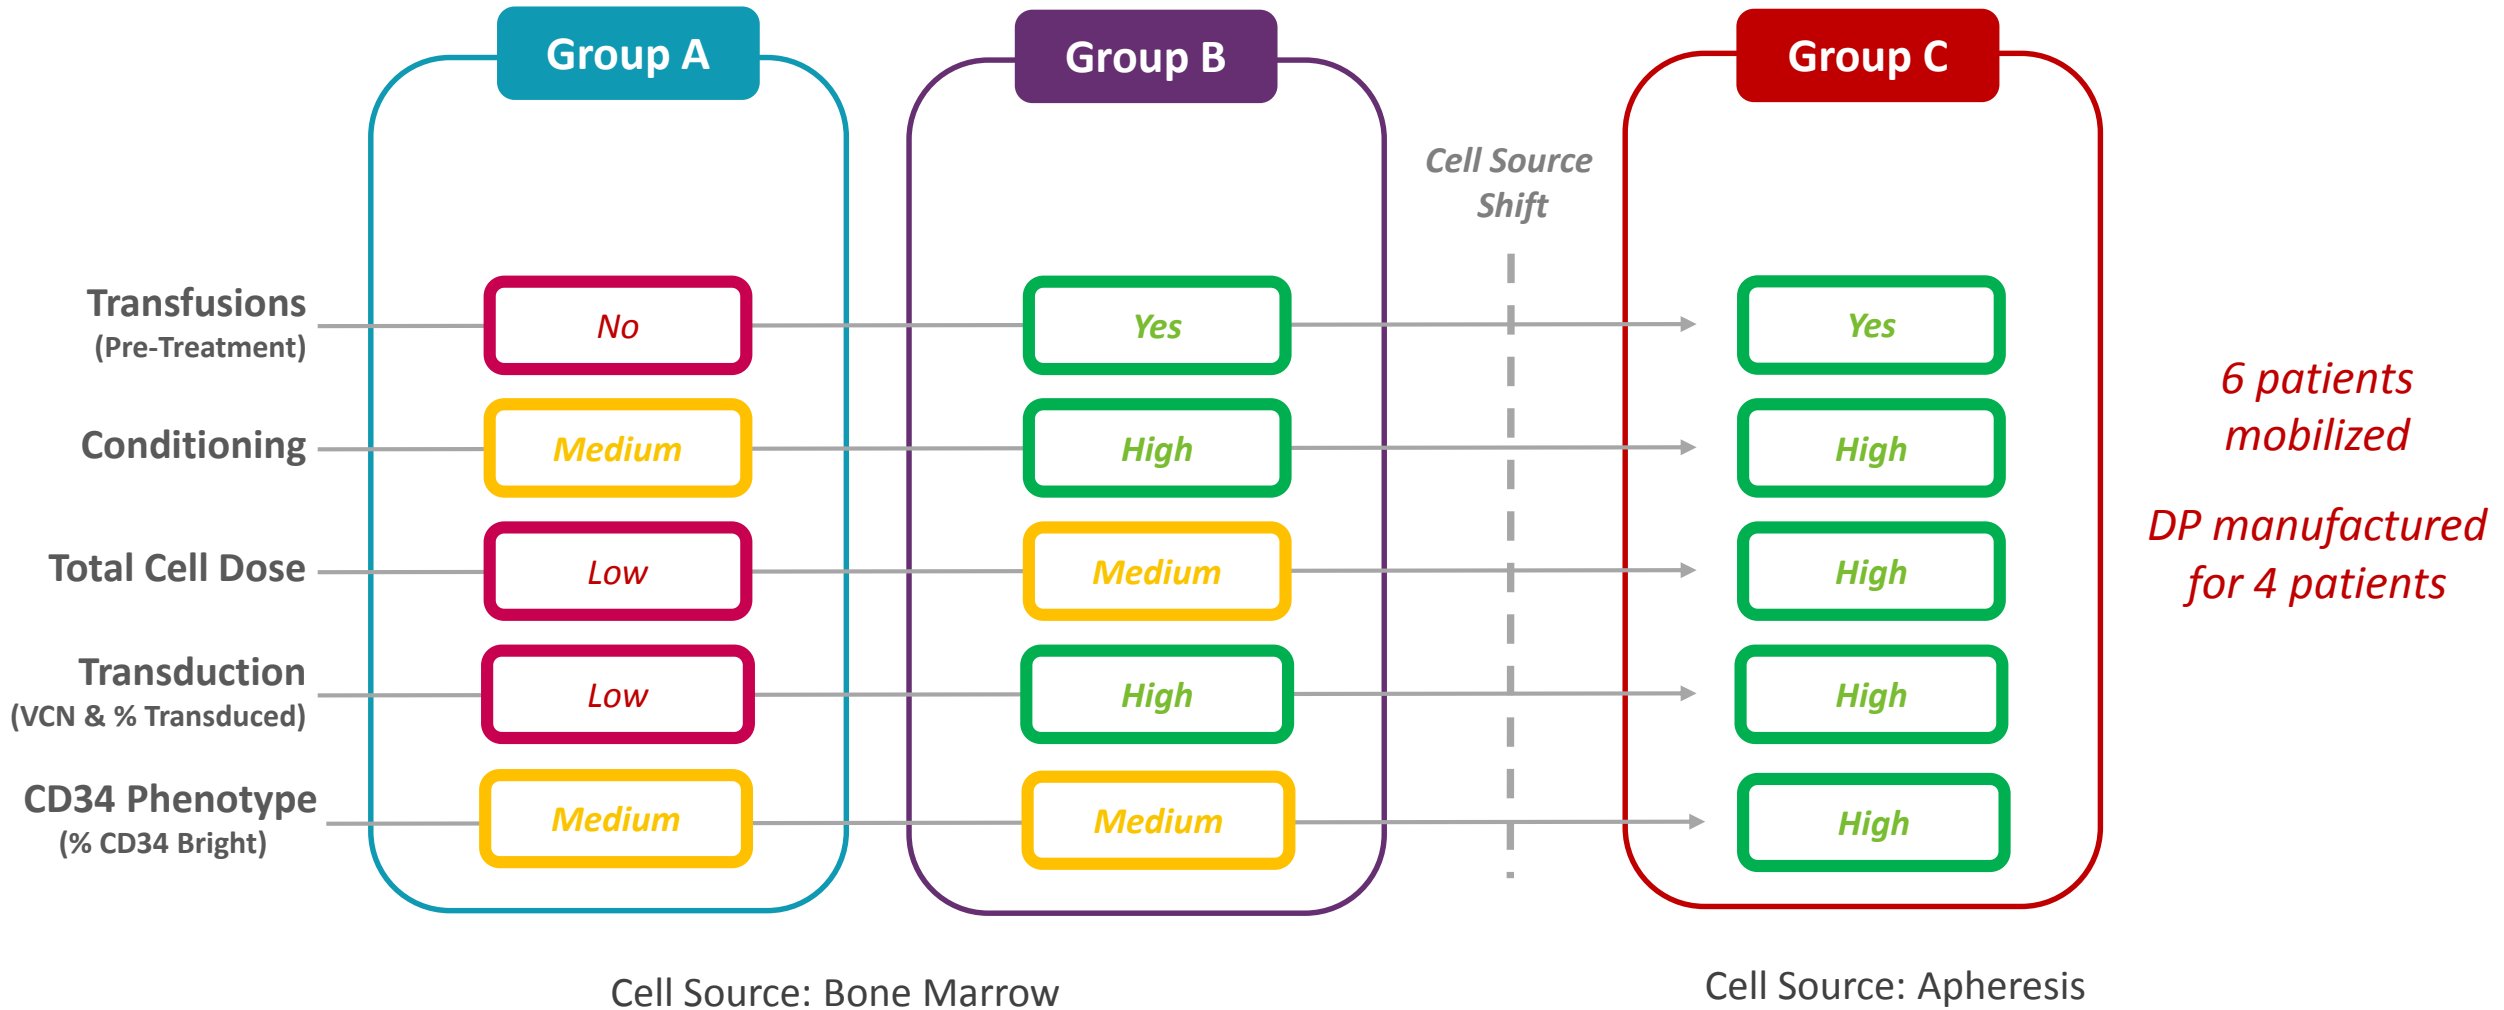 Group A
Group B
Group C
Cell Source
Shift
Transfusions
(Pre-Treatment)
No
Yes
Yes
Conditioning
Medium
High
High
Total Cell Dose
Low
Medium
High
Transduction
(VCN & % Transduced)
Low
High
High
CD34 Phenotype
(% CD34 Bright)
Medium
Medium
High
6 patients
mobilized
DP manufactured
for 4 patients
Cell Source: Bone Marrow
Cell Source: Apheresis